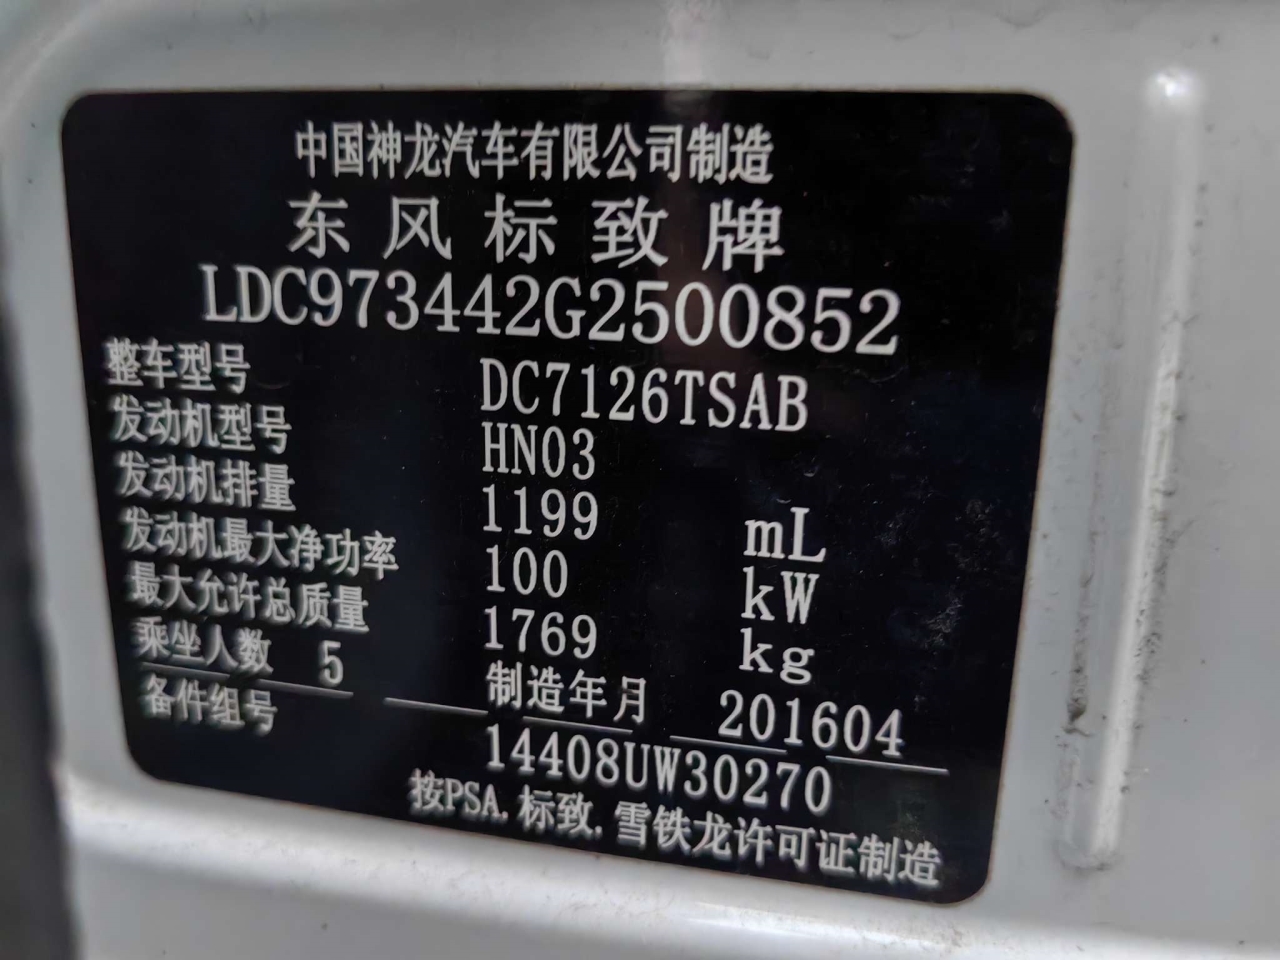 中国神龙汽车有限公司制造
东风标致牌
LDC973442G2500852
整车型号 DC7126TSAB
发动机型号 HN03
发动机排量 1199 mL
发动机最大净功率 100 kW
最大允许总质量 1769 kg
乘坐人数 5 制造年月 201604
备件组号 14408UW30270
按PSA.标致.雪铁龙许可证制造